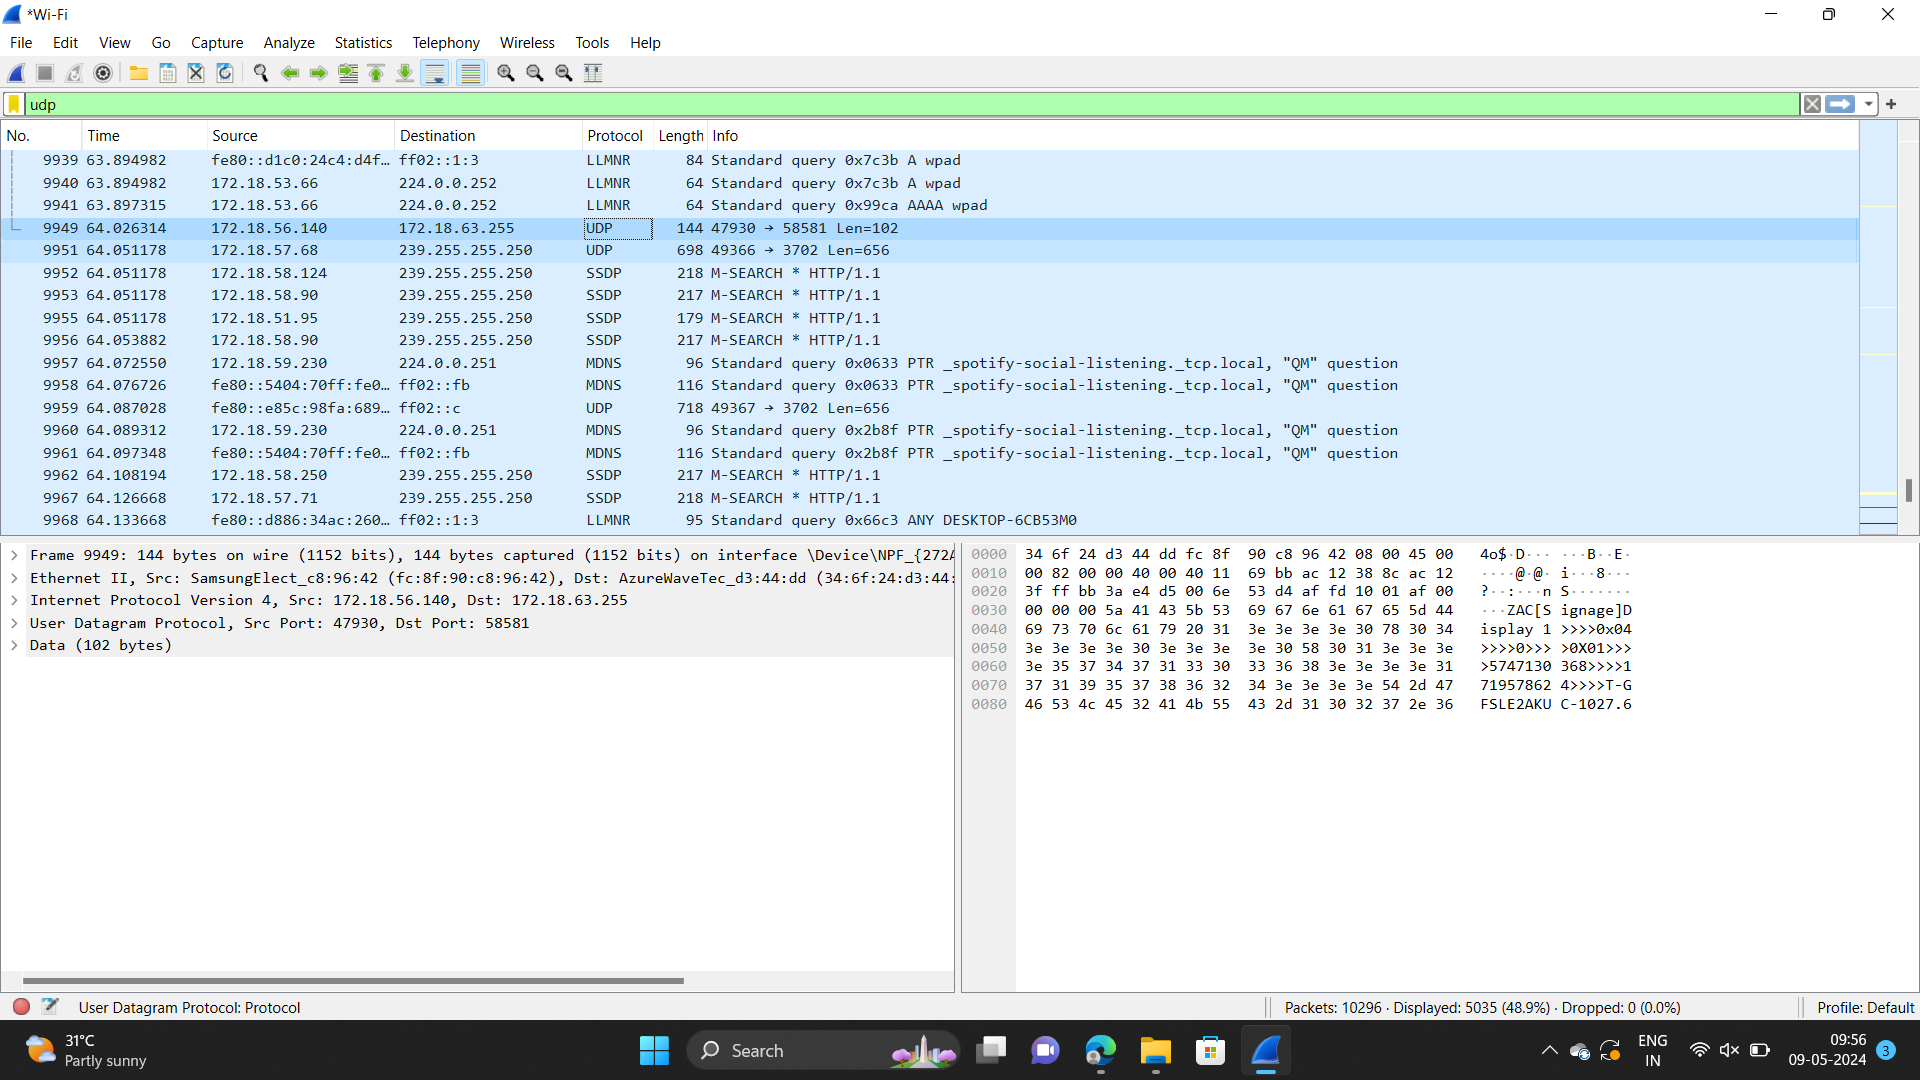 *Wi-Fi
File Edit View Go Capture Analyze Statistics Telephony Wireless Tools Help
udp
No. Time Source Destination Protocol Length Info
9939 63.894982 fe80::d1c0:24c4:d4f… ff02::1:3 LLMNR 84 Standard query 0x7c3b A wpad
9940 63.894982 172.18.53.66 224.0.0.252 LLMNR 64 Standard query 0x7c3b A wpad
9941 63.897315 172.18.53.66 224.0.0.252 LLMNR 64 Standard query 0x99ca AAAA wpad
9949 64.026314 172.18.56.140 172.18.63.255 UDP 144 47930 → 58581 Len=102
9951 64.051178 172.18.57.68 239.255.255.250 UDP 698 49366 → 3702 Len=656
9952 64.051178 172.18.58.124 239.255.255.250 SSDP 218 M-SEARCH * HTTP/1.1
9953 64.051178 172.18.58.90 239.255.255.250 SSDP 217 M-SEARCH * HTTP/1.1
9955 64.051178 172.18.51.95 239.255.255.250 SSDP 179 M-SEARCH * HTTP/1.1
9956 64.053882 172.18.58.90 239.255.255.250 SSDP 217 M-SEARCH * HTTP/1.1
9957 64.072550 172.18.59.230 224.0.0.251 MDNS 96 Standard query 0x0633 PTR _spotify-social-listening._tcp.local, "QM" question
9958 64.076726 fe80::5404:70ff:fe0… ff02::fb MDNS 116 Standard query 0x0633 PTR _spotify-social-listening._tcp.local, "QM" question
9959 64.087028 fe80::e85c:98fa:689… ff02::c UDP 718 49367 → 3702 Len=656
9960 64.089312 172.18.59.230 224.0.0.251 MDNS 96 Standard query 0x2b8f PTR _spotify-social-listening._tcp.local, "QM" question
9961 64.097348 fe80::5404:70ff:fe0… ff02::fb MDNS 116 Standard query 0x2b8f PTR _spotify-social-listening._tcp.local, "QM" question
9962 64.108194 172.18.58.250 239.255.255.250 SSDP 217 M-SEARCH * HTTP/1.1
9967 64.126668 172.18.57.71 239.255.255.250 SSDP 218 M-SEARCH * HTTP/1.1
9968 64.133668 fe80::d886:34ac:260… ff02::1:3 LLMNR 95 Standard query 0x66c3 ANY DESKTOP-6CB53M0
Frame 9949: 144 bytes on wire (1152 bits), 144 bytes captured (1152 bits) on interface \Device\NPF_{272A
Ethernet II, Src: SamsungElect_c8:96:42 (fc:8f:90:c8:96:42), Dst: AzureWaveTec_d3:44:dd (34:6f:24:d3:44:
Internet Protocol Version 4, Src: 172.18.56.140, Dst: 172.18.63.255
User Datagram Protocol, Src Port: 47930, Dst Port: 58581
Data (102 bytes)
0000 34 6f 24 d3 44 dd fc 8f 90 c8 96 42 08 00 45 00 4o$·D··· ···B··E·
0010 00 82 00 00 40 00 40 11 69 bb ac 12 38 8c ac 12 ····@·@· i···8···
0020 3f ff bb 3a e4 d5 00 6e 53 d4 af fd 10 01 af 00 ?··:···n S·······
0030 00 00 00 5a 41 43 5b 53 69 67 6e 61 67 65 5d 44 ···ZAC[S ignage]D
0040 69 73 70 6c 61 79 20 31 3e 3e 3e 3e 30 78 30 34 isplay 1 >>>>0x04
0050 3e 3e 3e 3e 30 3e 3e 3e 3e 30 58 30 31 3e 3e 3e >>>>0>>> >0X01>>>
0060 3e 35 37 34 37 31 33 30 33 36 38 3e 3e 3e 3e 31 >5747130 368>>>>1
0070 37 31 39 35 37 38 36 32 34 3e 3e 3e 3e 54 2d 47 71957862 4>>>>T-G
0080 46 53 4c 45 32 41 4b 55 43 2d 31 30 32 37 2e 36 FSLE2AKU C-1027.6
User Datagram Protocol: Protocol
Packets: 10296 · Displayed: 5035 (48.9%) · Dropped: 0 (0.0%)
Profile: Default
31°C
Partly sunny
Search
ENG
IN
09:56
09-05-2024
3